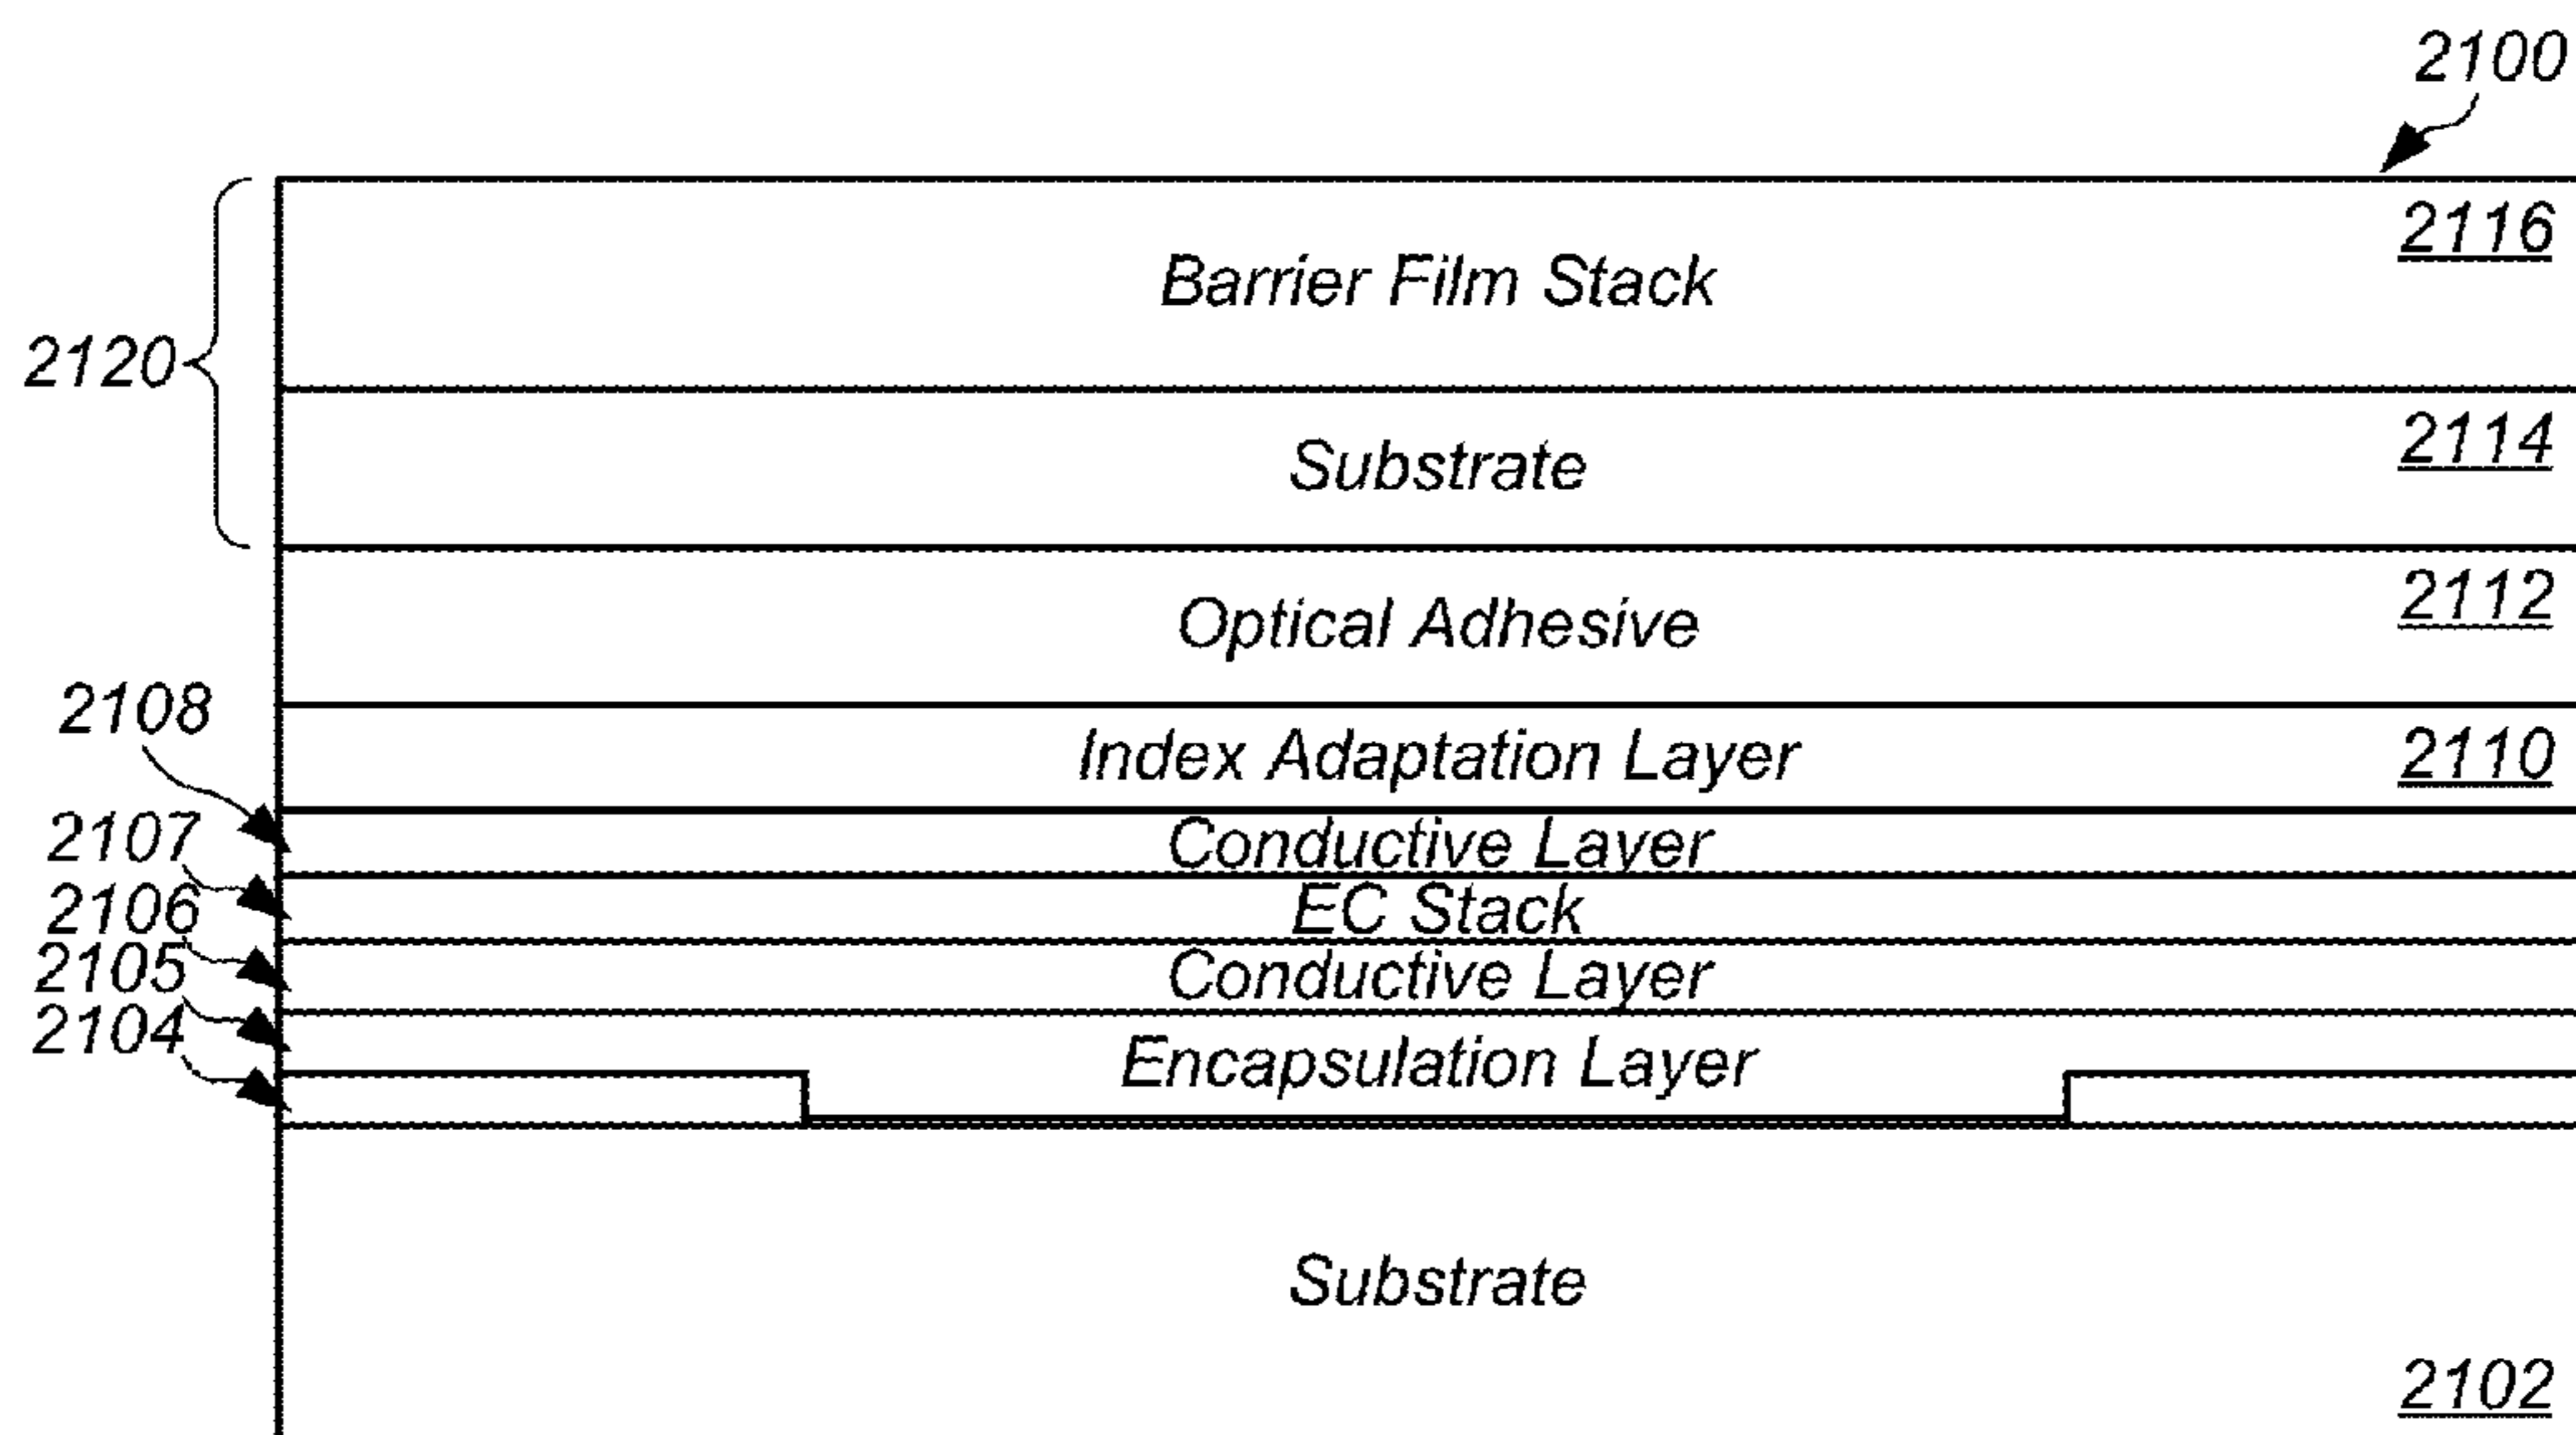 2100
2116
Barrier Film Stack
2120
2114
Substrate
2112
Optical Adhesive
2108
Index Adaptation Layer
2110
2107
Conductive Layer
2106
EC Stack
2105
Conductive Layer
2104
Encapsulation Layer
Substrate
2102